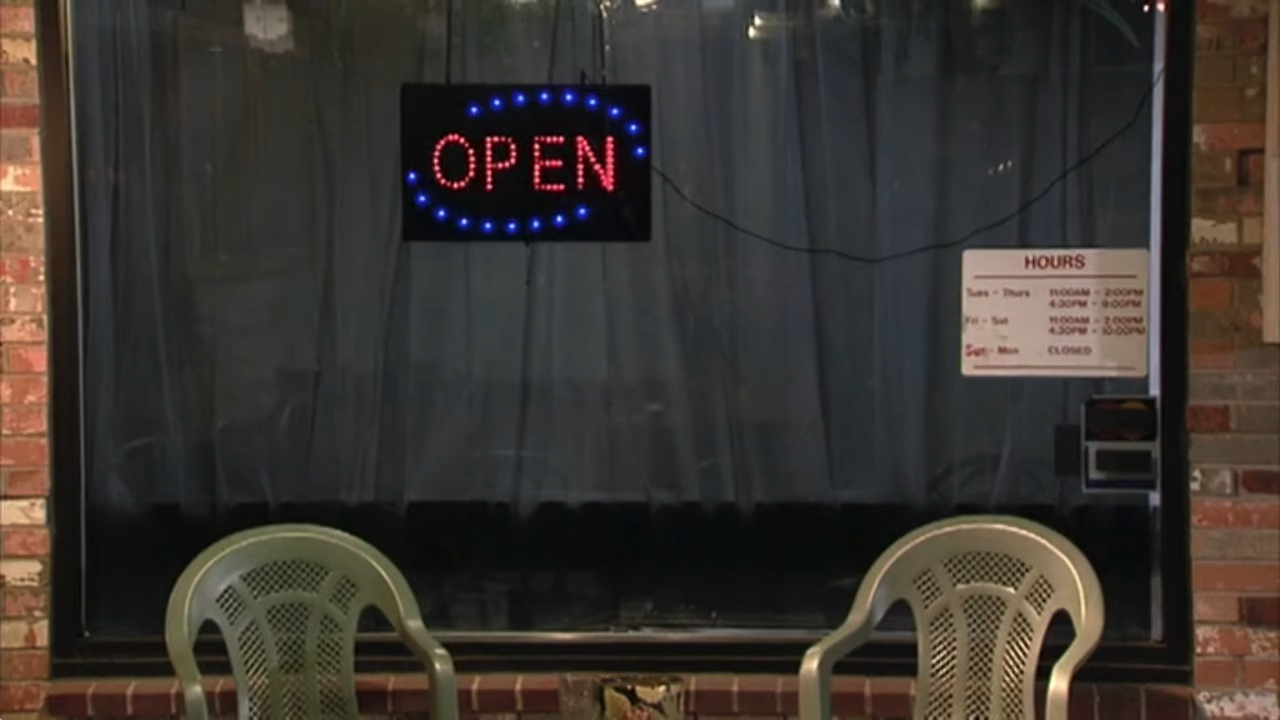 OPEN
HOURS
Tues - Thurs 11:00AM - 2:00PM
4:30PM - 9:00PM
Fri - Sat 11:00AM - 2:00PM
4:30PM - 10:00PM
Sun - Mon CLOSED